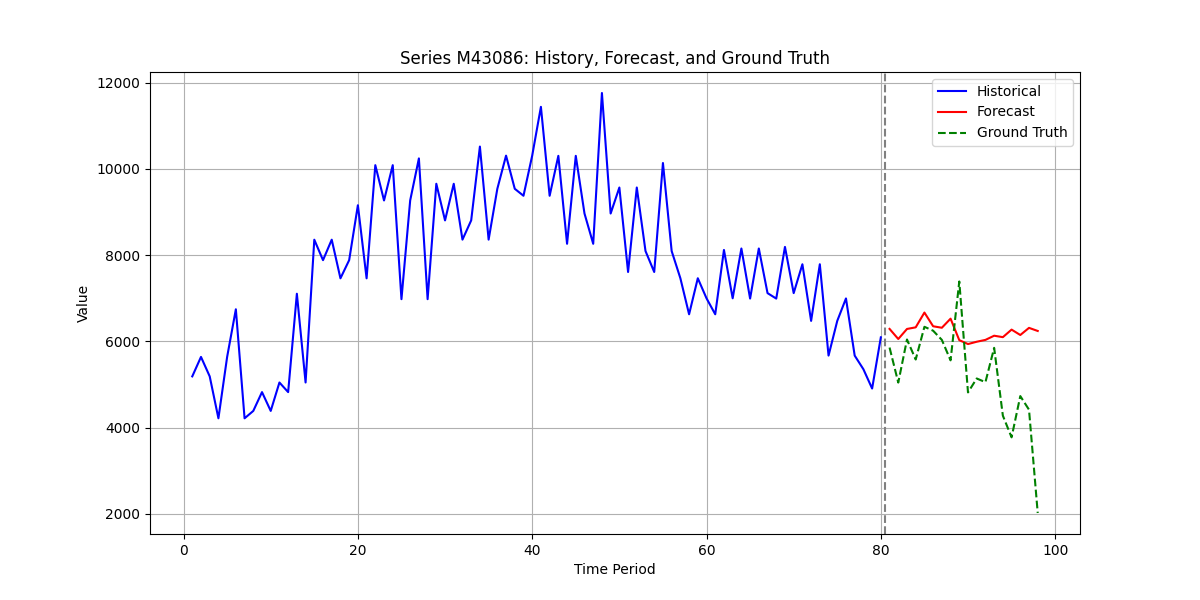 Series M43086: History, Forecast, and Ground Truth
12000
10000
8000
6000
4000
2000
Value
0
20
40
60
80
100
Time Period
Historical
Forecast
Ground Truth